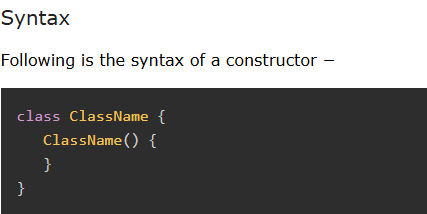 Syntax
Following is the syntax of a constructor −
class ClassName {
   ClassName() {
   }
}